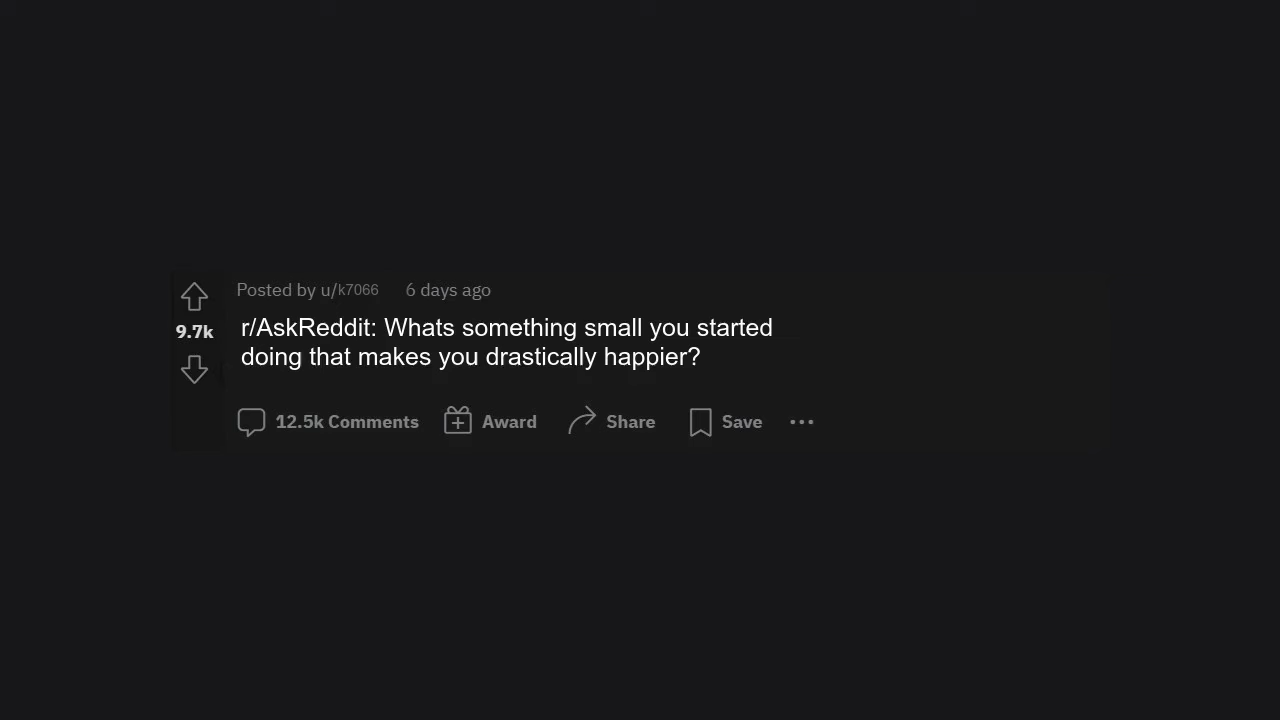 Posted by u/k7066 6 days ago
9.7k
r/AskReddit: Whats something small you started
doing that makes you drastically happier?
12.5k Comments Award Share Save